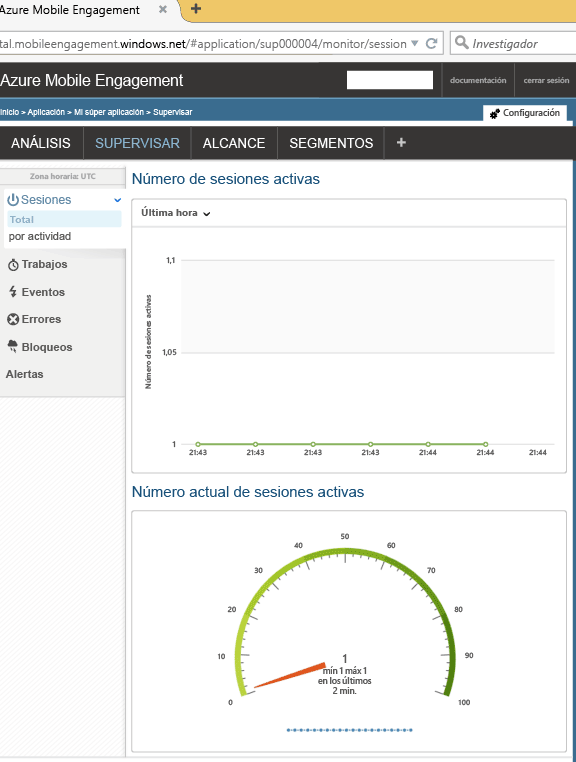 Azure Mobile Engagement
tal.mobileengagement.windows.net/#application/sup000004/monitor/session
Investigador
Azure Mobile Engagement
documentación
cerrar sesión
Inicio > Aplicación > Mi súper aplicación > Supervisar
Configuración
ANÁLISIS
SUPERVISAR
ALCANCE
SEGMENTOS
Zona horaria: UTC
Sesiones
Total
por actividad
Trabajos
Eventos
Errores
Bloqueos
Alertas
Número de sesiones activas
Última hora
Número de sesiones activas
1,1
1,05
1
21:43 21:43 21:43 21:43 21:44 21:44 21:44
Número actual de sesiones activas
0 10 20 30 40 50 60 70 80 90 100
1
mín 1 máx 1
en los últimos
2 min.